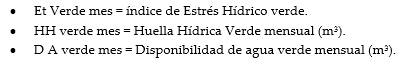 • Et Verde mes = índice de Estrés Hídrico verde.
• HH verde mes = Huella Hídrica Verde mensual (m³).
• D A verde mes = Disponibilidad de agua verde mensual (m³).